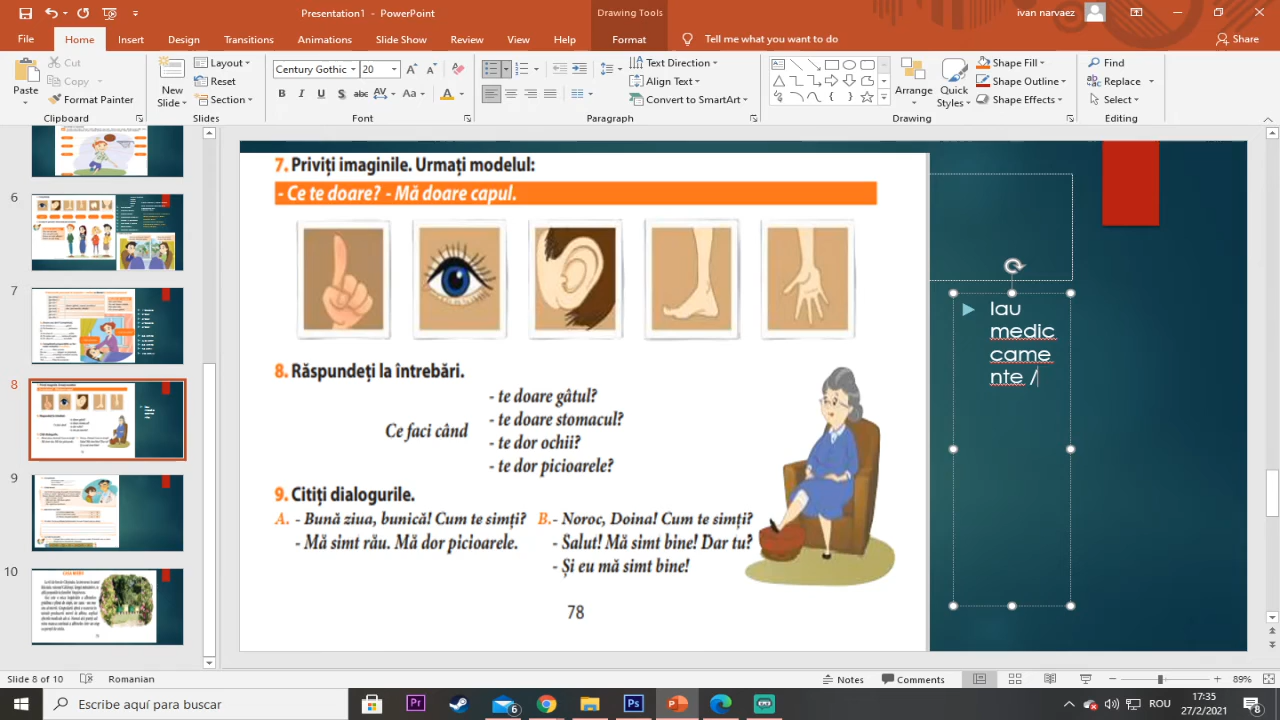 Presentation1 - PowerPoint
Drawing Tools
ivan narvaez
File Home Insert Design Transitions Animations Slide Show Review View Help Format Tell me what you want to do Share
Paste
Cut
Copy
Format Painter
Clipboard
New Slide
Layout
Reset
Section
Slides
Century Gothic 20
B I U S abc AV Aa A
Font
Text Direction
Align Text
Convert to SmartArt
Paragraph
Arrange
Quick Styles
Shape Fill
Shape Outline
Shape Effects
Drawing
Find
Replace
Select
Editing
6
7
8
9
10
7. Priviți imaginile. Urmați modelul:
- Ce te doare? - Mă doare capul.
8. Răspundeți la întrebări.
Ce faci când
- te doare gâtul?
- te doare stomacul?
- te dor ochii?
- te dor picioarele?
9. Citiți dialogurile.
A. - Bună ziua, bunică! Cum te simți?
- Mă simt rău. Mă dor picioarele.
B. - Noroc, Doina! Cum te simți?
- Salut! Mă simt bine! Dar tu?
- Și eu mă simt bine!
78
Iau
medic
came
nte /
Slide 8 of 10 Romanian Notes Comments 89%
Escribe aquí para buscar
6
ROU
17:35
27/2/2021
8